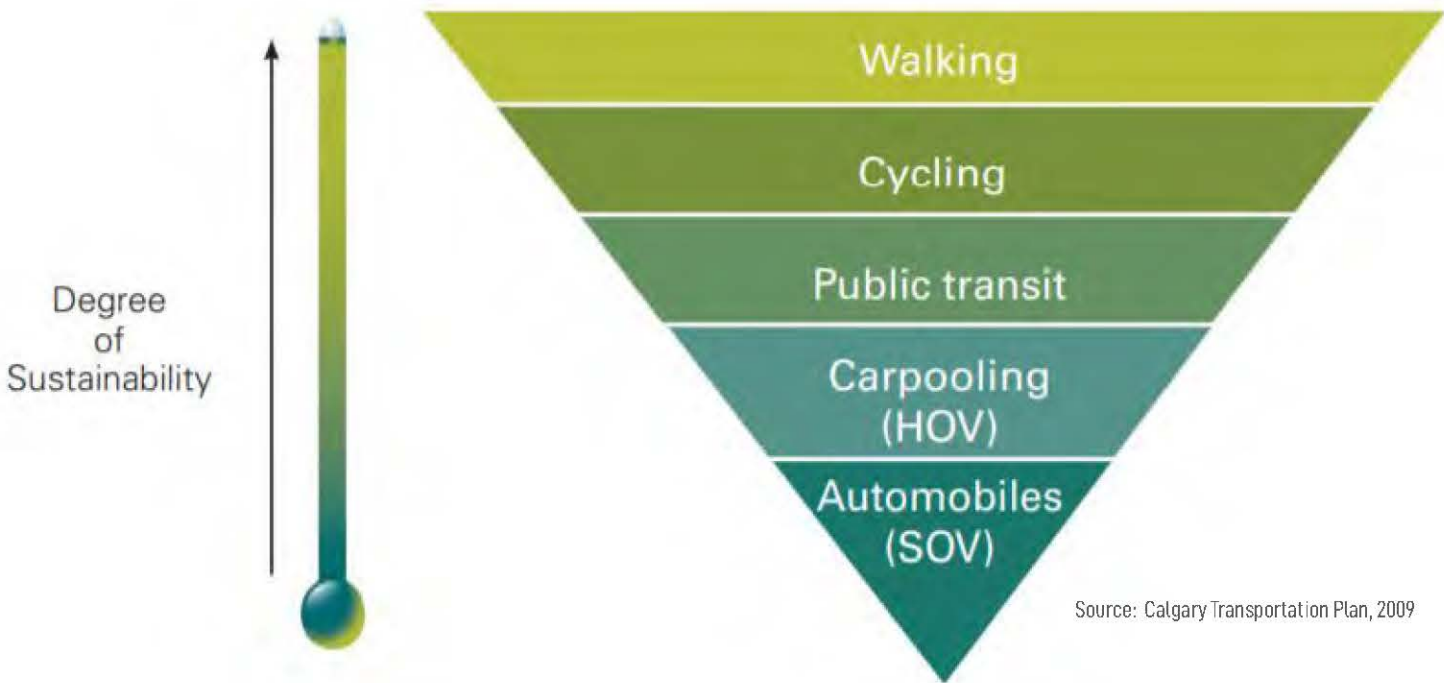 Degree
of
Sustainability
Walking
Cycling
Public transit
Carpooling
(HOV)
Automobiles
(SOV)
Source: Calgary Transportation Plan, 2009